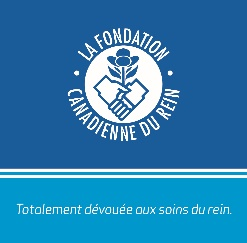 LA FONDATION
CANADIENNE DU REIN
Totalement dévouée aux soins du rein.